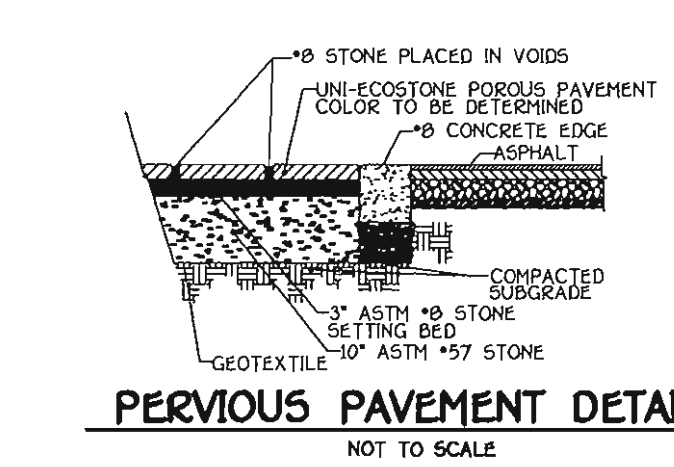 #8 STONE PLACED IN VOIDS
UNI-ECOSTONE POROUS PAVEMENT
COLOR TO BE DETERMINED
#8 CONCRETE EDGE
ASPHALT
COMPACTED
SUBGRADE
3" ASTM #8 STONE
SETTING BED
10" ASTM #57 STONE
GEOTEXTILE
PERVIOUS PAVEMENT DETA
NOT TO SCALE